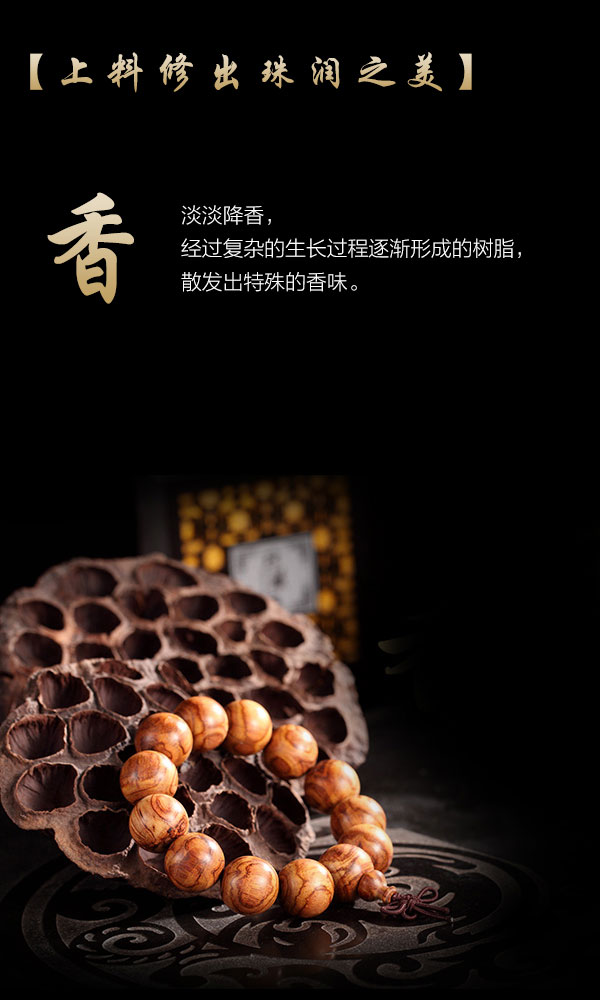 【上料修出珠润之美】
香
淡淡降香，
经过复杂的生长过程逐渐形成的树脂，
散发出特殊的香味。